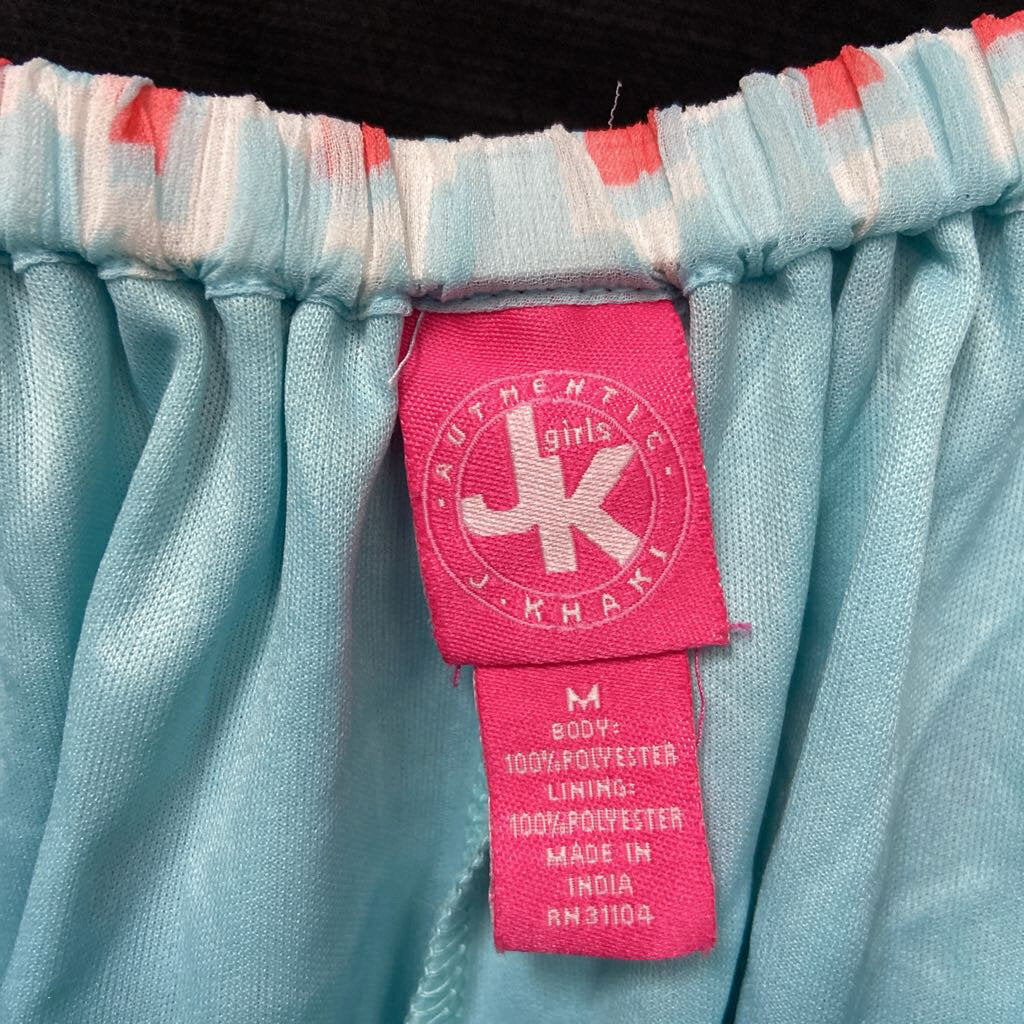 · AUTHENTIC ·
girls
JK
J · KHAKI
M
BODY:
100%POLYESTER
LINING:
100%POLYESTER
MADE IN
INDIA
RN31104